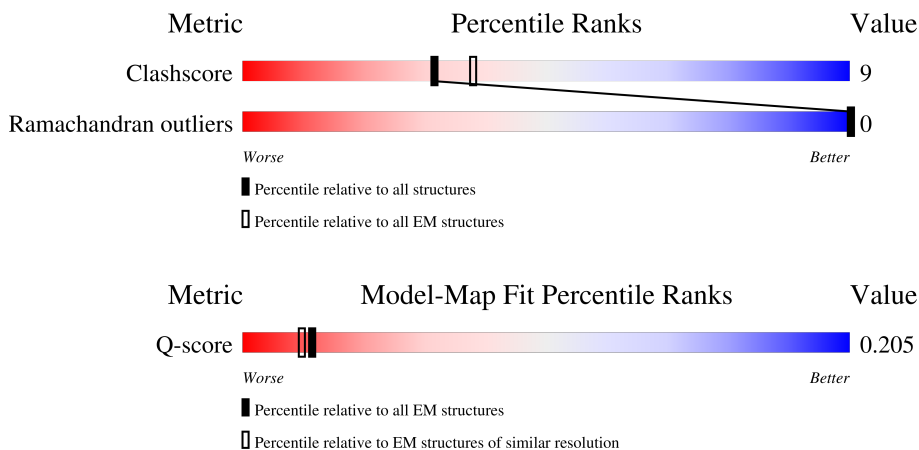 Metric Percentile Ranks Value
Clashscore 9
Ramachandran outliers 0
Worse Better
Percentile relative to all structures
Percentile relative to all EM structures
Metric Model-Map Fit Percentile Ranks Value
Q-score 0.205
Worse Better
Percentile relative to all EM structures
Percentile relative to EM structures of similar resolution